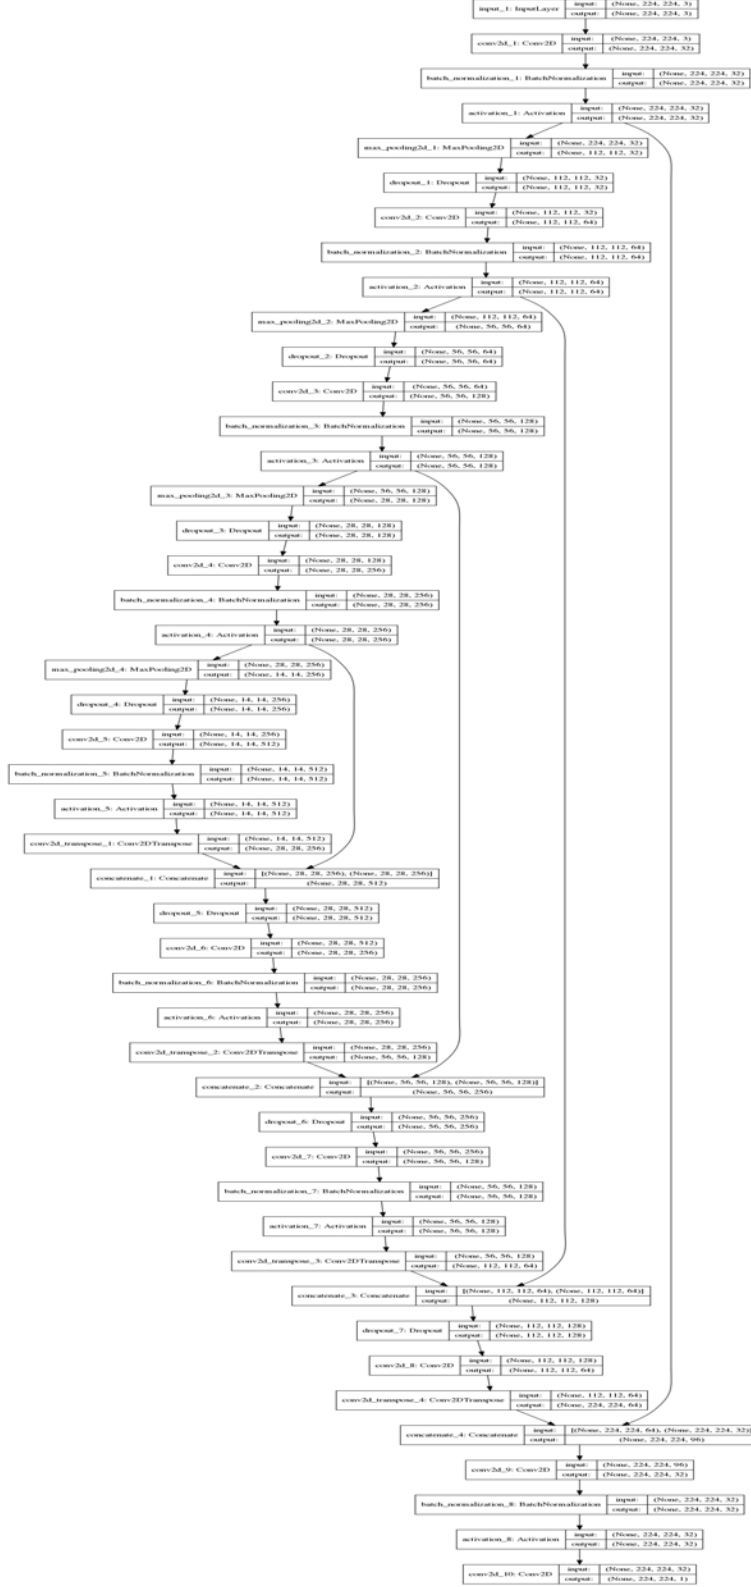 input_1: InputLayer input: (None, 224, 224, 3)
output: (None, 224, 224, 3)
conv2d_1: Conv2D input: (None, 224, 224, 3)
output: (None, 224, 224, 32)
batch_normalization_1: BatchNormalization input: (None, 224, 224, 32)
output: (None, 224, 224, 32)
activation_1: Activation input: (None, 224, 224, 32)
output: (None, 224, 224, 32)
max_pooling2d_1: MaxPooling2D input: (None, 224, 224, 32)
output: (None, 112, 112, 32)
dropout_1: Dropout input: (None, 112, 112, 32)
output: (None, 112, 112, 32)
conv2d_2: Conv2D input: (None, 112, 112, 32)
output: (None, 112, 112, 64)
batch_normalization_2: BatchNormalization input: (None, 112, 112, 64)
output: (None, 112, 112, 64)
activation_2: Activation input: (None, 112, 112, 64)
output: (None, 112, 112, 64)
max_pooling2d_2: MaxPooling2D input: (None, 112, 112, 64)
output: (None, 56, 56, 64)
dropout_2: Dropout input: (None, 56, 56, 64)
output: (None, 56, 56, 64)
conv2d_3: Conv2D input: (None, 56, 56, 64)
output: (None, 56, 56, 128)
batch_normalization_3: BatchNormalization input: (None, 56, 56, 128)
output: (None, 56, 56, 128)
activation_3: Activation input: (None, 56, 56, 128)
output: (None, 56, 56, 128)
max_pooling2d_3: MaxPooling2D input: (None, 56, 56, 128)
output: (None, 28, 28, 128)
dropout_3: Dropout input: (None, 28, 28, 128)
output: (None, 28, 28, 128)
conv2d_4: Conv2D input: (None, 28, 28, 128)
output: (None, 28, 28, 256)
batch_normalization_4: BatchNormalization input: (None, 28, 28, 256)
output: (None, 28, 28, 256)
activation_4: Activation input: (None, 28, 28, 256)
output: (None, 28, 28, 256)
max_pooling2d_4: MaxPooling2D input: (None, 28, 28, 256)
output: (None, 14, 14, 256)
dropout_4: Dropout input: (None, 14, 14, 256)
output: (None, 14, 14, 256)
conv2d_5: Conv2D input: (None, 14, 14, 256)
output: (None, 14, 14, 512)
batch_normalization_5: BatchNormalization input: (None, 14, 14, 512)
output: (None, 14, 14, 512)
activation_5: Activation input: (None, 14, 14, 512)
output: (None, 14, 14, 512)
conv2d_transpose_1: Conv2DTranspose input: (None, 14, 14, 512)
output: (None, 28, 28, 256)
concatenate_1: Concatenate input: [(None, 28, 28, 256), (None, 28, 28, 256)]
output: (None, 28, 28, 512)
dropout_5: Dropout input: (None, 28, 28, 512)
output: (None, 28, 28, 512)
conv2d_6: Conv2D input: (None, 28, 28, 512)
output: (None, 28, 28, 256)
batch_normalization_6: BatchNormalization input: (None, 28, 28, 256)
output: (None, 28, 28, 256)
activation_6: Activation input: (None, 28, 28, 256)
output: (None, 28, 28, 256)
conv2d_transpose_2: Conv2DTranspose input: (None, 28, 28, 256)
output: (None, 56, 56, 128)
concatenate_2: Concatenate input: [(None, 56, 56, 128), (None, 56, 56, 128)]
output: (None, 56, 56, 256)
dropout_6: Dropout input: (None, 56, 56, 256)
output: (None, 56, 56, 256)
conv2d_7: Conv2D input: (None, 56, 56, 256)
output: (None, 56, 56, 128)
batch_normalization_7: BatchNormalization input: (None, 56, 56, 128)
output: (None, 56, 56, 128)
activation_7: Activation input: (None, 56, 56, 128)
output: (None, 56, 56, 128)
conv2d_transpose_3: Conv2DTranspose input: (None, 56, 56, 128)
output: (None, 112, 112, 64)
concatenate_3: Concatenate input: [(None, 112, 112, 64), (None, 112, 112, 64)]
output: (None, 112, 112, 128)
dropout_7: Dropout input: (None, 112, 112, 128)
output: (None, 112, 112, 128)
conv2d_8: Conv2D input: (None, 112, 112, 128)
output: (None, 112, 112, 64)
conv2d_transpose_4: Conv2DTranspose input: (None, 112, 112, 64)
output: (None, 224, 224, 64)
concatenate_4: Concatenate input: [(None, 224, 224, 64), (None, 224, 224, 32)]
output: (None, 224, 224, 96)
conv2d_9: Conv2D input: (None, 224, 224, 96)
output: (None, 224, 224, 32)
batch_normalization_8: BatchNormalization input: (None, 224, 224, 32)
output: (None, 224, 224, 32)
activation_8: Activation input: (None, 224, 224, 32)
output: (None, 224, 224, 32)
conv2d_10: Conv2D input: (None, 224, 224, 32)
output: (None, 224, 224, 1)